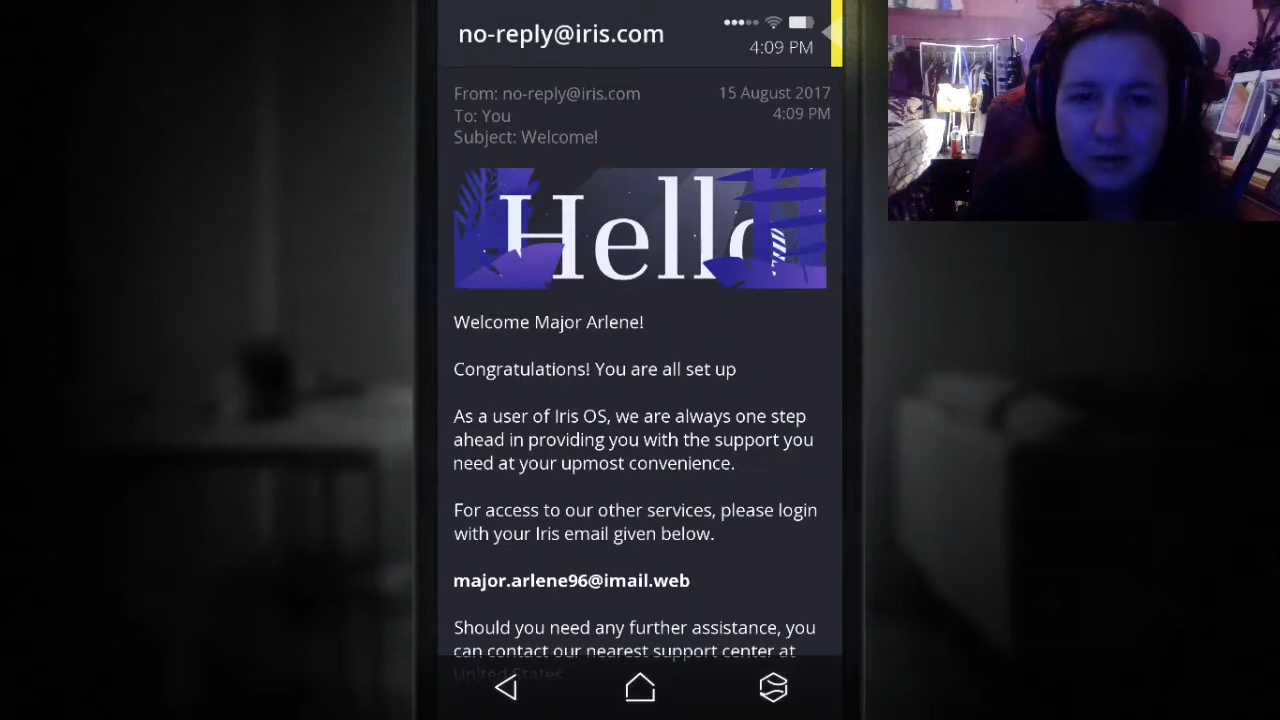 no-reply@iris.com
4:09 PM
From: no-reply@iris.com
15 August 2017
To: You
4:09 PM
Subject: Welcome!
Hello
Welcome Major Arlene!
Congratulations! You are all set up
As a user of Iris OS, we are always one step
ahead in providing you with the support you
need at your upmost convenience.
For access to our other services, please login
with your Iris email given below.
major.arlene96@imail.web
Should you need any further assistance, you
can contact our nearest support center at
United States